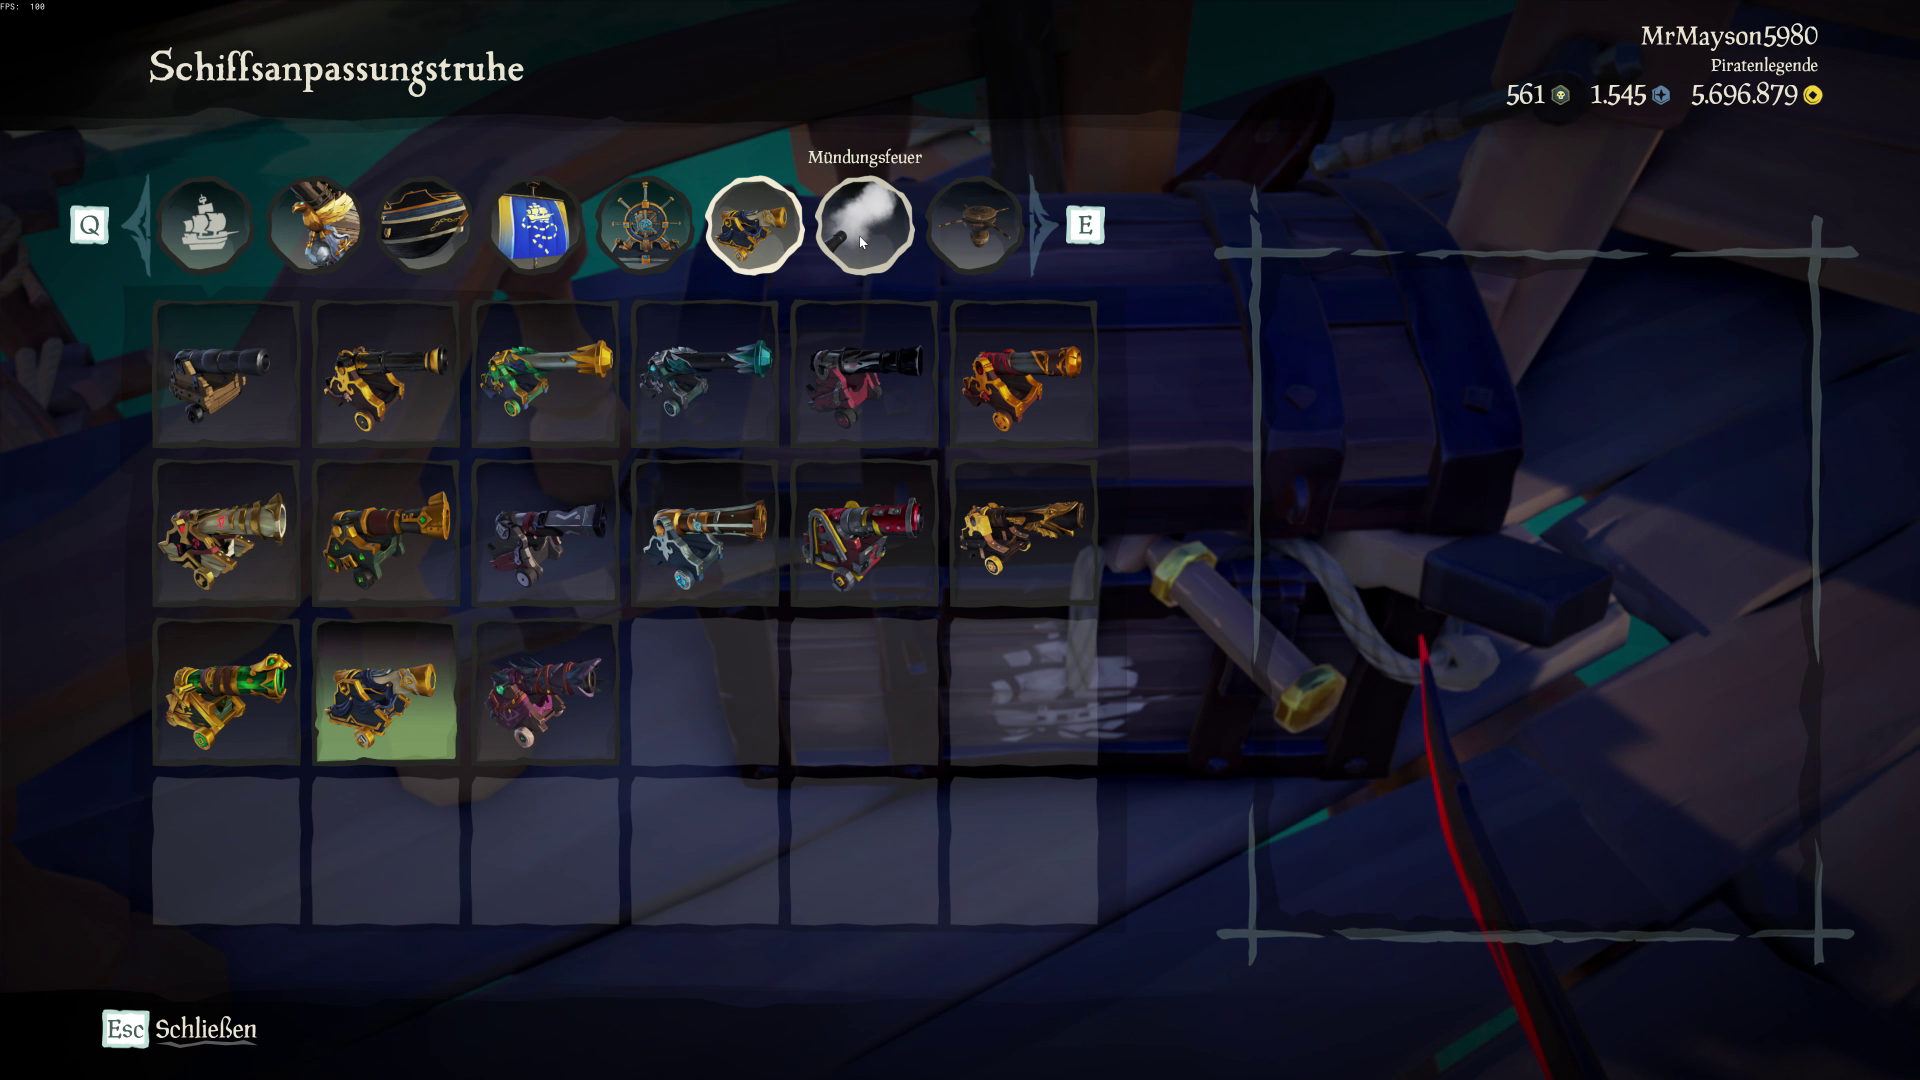 FPS: 100
Schiffsanpassungstruhe
MrMayson5980
Piratenlegende
561 1.545 5.696.879
Mündungsfeuer
Q
E
Esc Schließen